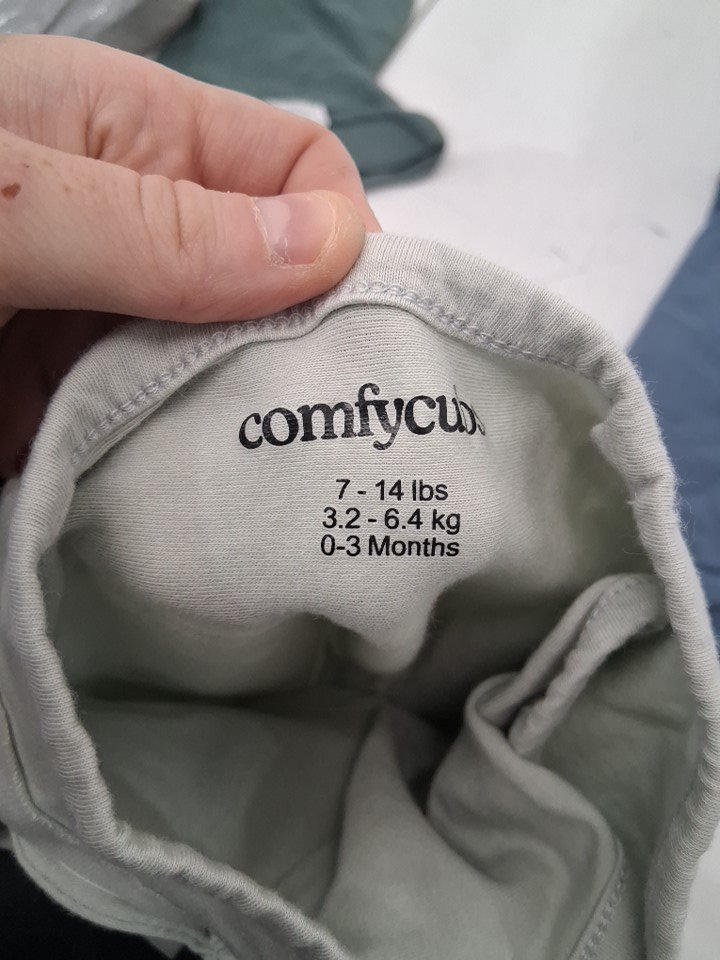 comfycubs
7 - 14 lbs
3.2 - 6.4 kg
0-3 Months